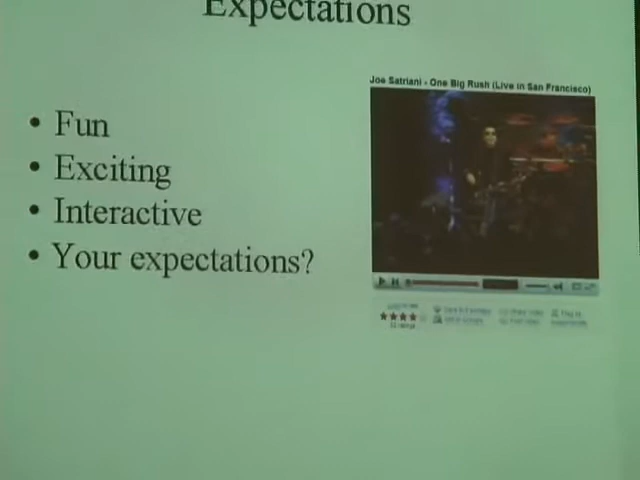 Expectations
Joe Satriani - One Big Rush (Live in San Francisco)
• Fun
• Exciting
• Interactive
• Your expectations?